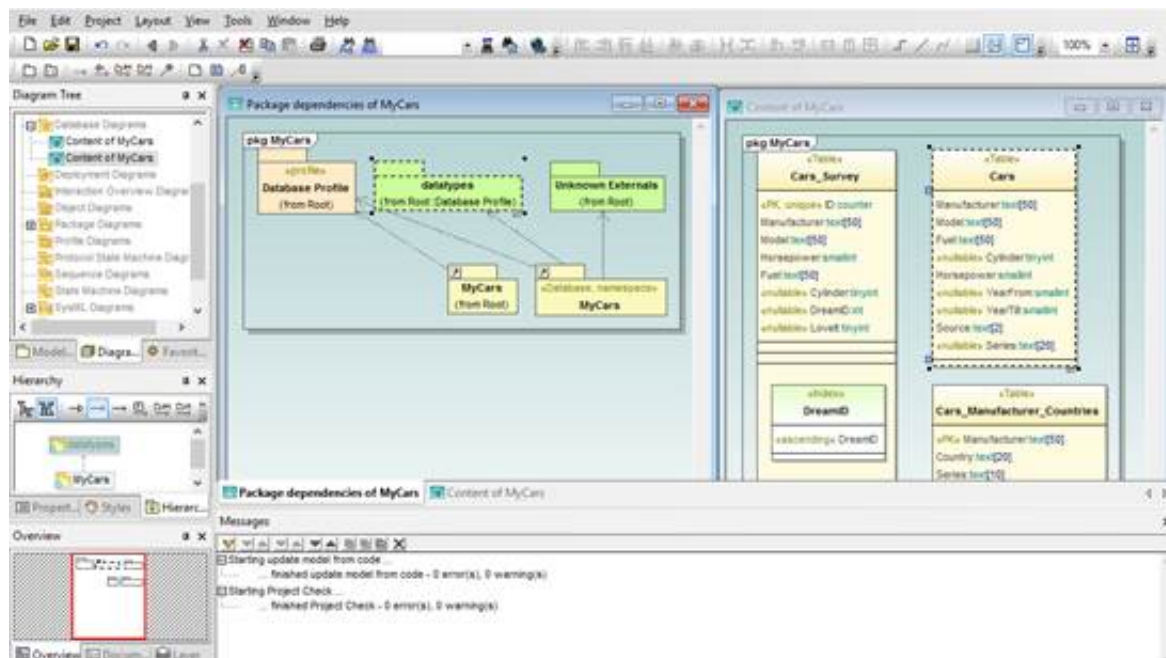 File Edit Project Layout View Tools Window Help
100%
Diagram Tree
Database Diagrams
Content of MyCars
Content of MyCars
Deployment Diagrams
Interaction Overview Diagrar
Object Diagrams
Package Diagrams
Profile Diagrams
Protocol State Machine Diagr
Sequence Diagrams
State Machine Diagrams
SysML Diagrams
Model... Diagra... Favorit...
Hierarchy
datatypes
MyCars
Propert... Styles Hierarc...
Overview
Overview Layer
Package dependencies of MyCars
pkg MyCars
«profile»
Database Profile
(from Root)
datatypes
(from Root::Database Profile)
Unknown Externals
(from Root)
MyCars
(from Root)
«Database, namespace»
MyCars
Content of MyCars
pkg MyCars
«Table»
Cars_Survey
«PK, unique» ID:counter
Manufacturer:text[50]
Model:text[50]
Horsepower:smallint
Fuel:text[50]
«nullable» Cylinder:tinyint
«nullable» DreamID:int
«nullable» LoveIt:tinyint
«Index»
DreamID
«ascending» DreamID
«Table»
Cars
Manufacturer:text[50]
Model:text[50]
Fuel:text[50]
«nullable» Cylinder:tinyint
Horsepower:smallint
«nullable» YearFrom:smallint
«nullable» YearTill:smallint
Source:text[2]
«nullable» Series:text[20]
«Table»
Cars_Manufacturer_Countries
«PK» Manufacturer:text[50]
Country:text[20]
Series:text[10]
Package dependencies of MyCars Content of MyCars
Messages
Starting update model from code ...
... finished update model from code - 0 error(s), 0 warning(s)
Starting Project Check ...
... finished Project Check - 0 error(s), 0 warning(s)